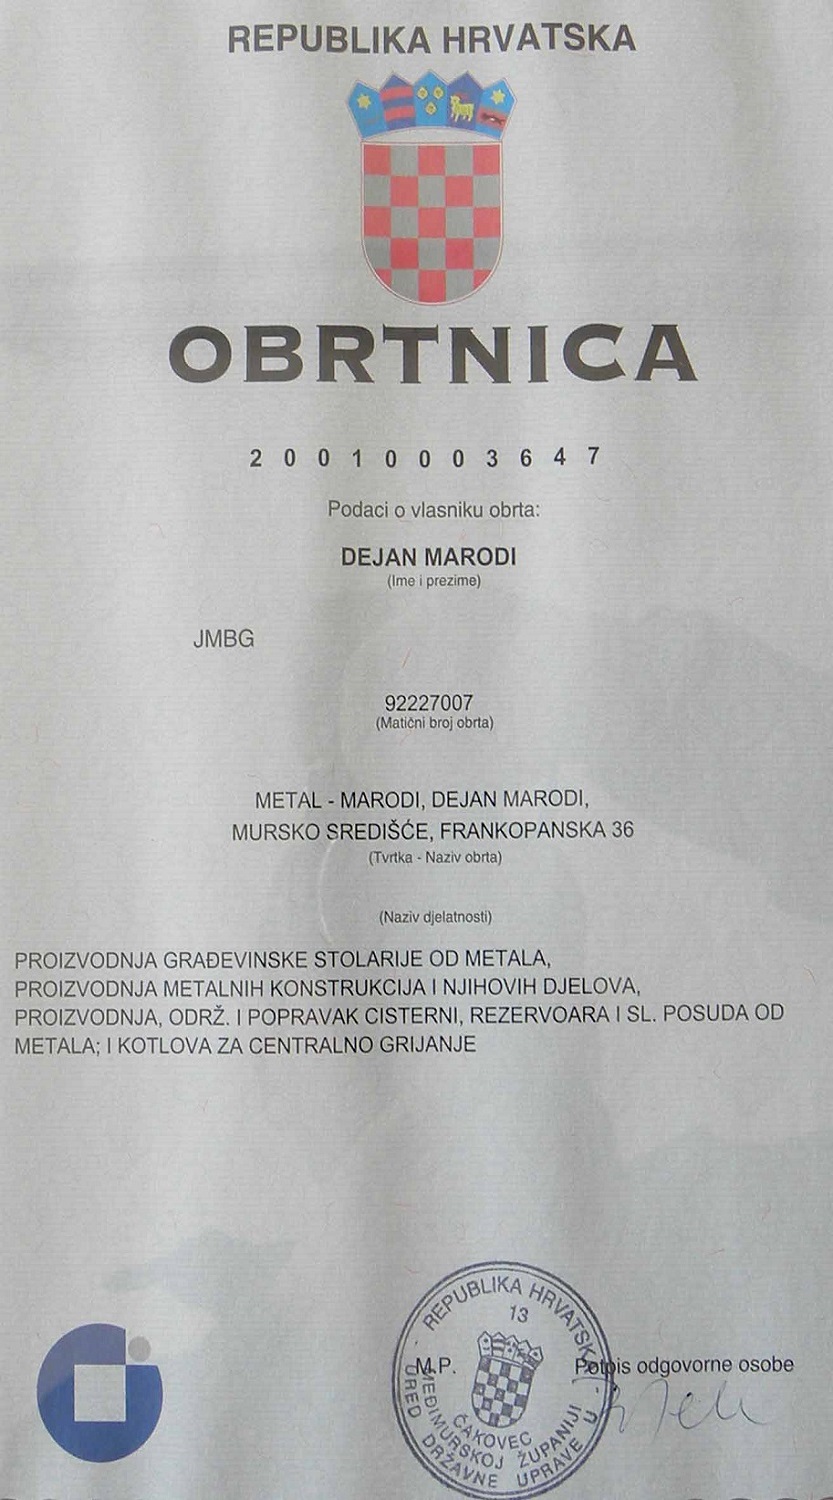 REPUBLIKA HRVATSKA
OBRTNICA
2 0 0 1 0 0 0 3 6 4 7
Podaci o vlasniku obrta:
DEJAN MARODI
(Ime i prezime)
JMBG
92227007
(Matični broj obrta)
METAL - MARODI, DEJAN MARODI,
MURSKO SREDIŠĆE, FRANKOPANSKA 36
(Tvrtka - Naziv obrta)
(Naziv djelatnosti)
PROIZVODNJA GRAĐEVINSKE STOLARIJE OD METALA,
PROIZVODNJA METALNIH KONSTRUKCIJA I NJIHOVIH DJELOVA,
PROIZVODNJA, ODRŽ. I POPRAVAK CISTERNI, REZERVOARA I SL. POSUDA OD
METALA; I KOTLOVA ZA CENTRALNO GRIJANJE
M.P.
Potpis odgovorne osobe
- REPUBLIKA HRVATSKA -
13
URED DRŽAVNE UPRAVE U
MEĐIMURSKOJ ŽUPANIJI
ČAKOVEC